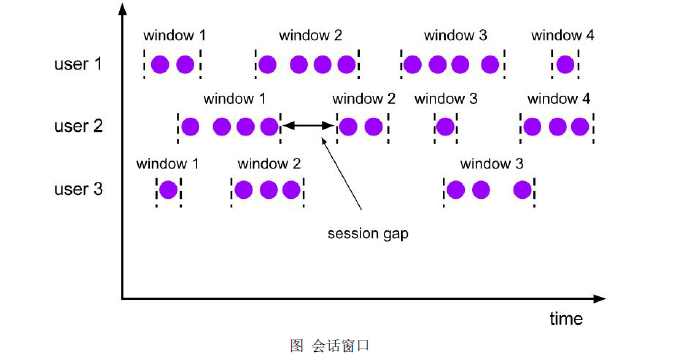 window 1 window 2 window 3 window 4
user 1
window 1 window 2 window 3 window 4
user 2
window 1 window 2 window 3
user 3
session gap
time
图 会话窗口